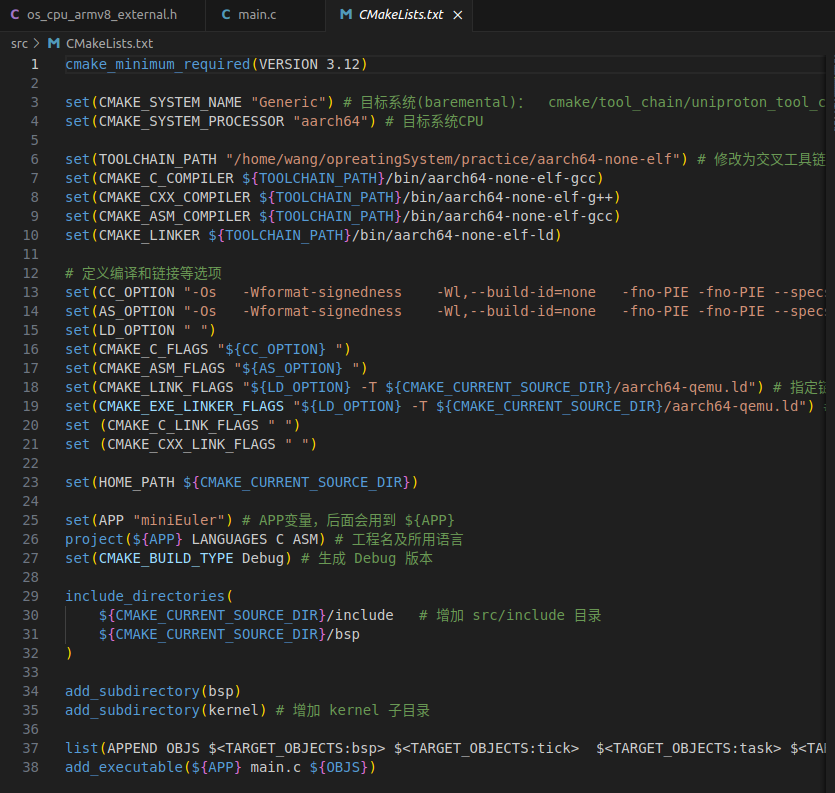 C os_cpu_armv8_external.h C main.c M CMakeLists.txt ×
src > M CMakeLists.txt
1 cmake_minimum_required(VERSION 3.12)
2
3 set(CMAKE_SYSTEM_NAME "Generic") # 目标系统(baremental)： cmake/tool_chain/uniproton_tool_c
4 set(CMAKE_SYSTEM_PROCESSOR "aarch64") # 目标系统CPU
5
6 set(TOOLCHAIN_PATH "/home/wang/opreatingSystem/practice/aarch64-none-elf") # 修改为交叉工具链
7 set(CMAKE_C_COMPILER ${TOOLCHAIN_PATH}/bin/aarch64-none-elf-gcc)
8 set(CMAKE_CXX_COMPILER ${TOOLCHAIN_PATH}/bin/aarch64-none-elf-g++)
9 set(CMAKE_ASM_COMPILER ${TOOLCHAIN_PATH}/bin/aarch64-none-elf-gcc)
10 set(CMAKE_LINKER ${TOOLCHAIN_PATH}/bin/aarch64-none-elf-ld)
11
12 # 定义编译和链接等选项
13 set(CC_OPTION "-Os   -Wformat-signedness    -Wl,--build-id=none   -fno-PIE -fno-PIE --specs
14 set(AS_OPTION "-Os   -Wformat-signedness    -Wl,--build-id=none   -fno-PIE -fno-PIE --specs
15 set(LD_OPTION " ")
16 set(CMAKE_C_FLAGS "${CC_OPTION} ")
17 set(CMAKE_ASM_FLAGS "${AS_OPTION} ")
18 set(CMAKE_LINK_FLAGS "${LD_OPTION} -T ${CMAKE_CURRENT_SOURCE_DIR}/aarch64-qemu.ld") # 指定
19 set(CMAKE_EXE_LINKER_FLAGS "${LD_OPTION} -T ${CMAKE_CURRENT_SOURCE_DIR}/aarch64-qemu.ld") #
20 set (CMAKE_C_LINK_FLAGS " ")
21 set (CMAKE_CXX_LINK_FLAGS " ")
22
23 set(HOME_PATH ${CMAKE_CURRENT_SOURCE_DIR})
24
25 set(APP "miniEuler") # APP变量，后面会用到 ${APP}
26 project(${APP} LANGUAGES C ASM) # 工程名及所用语言
27 set(CMAKE_BUILD_TYPE Debug) # 生成 Debug 版本
28
29 include_directories(
30     ${CMAKE_CURRENT_SOURCE_DIR}/include   # 增加 src/include 目录
31     ${CMAKE_CURRENT_SOURCE_DIR}/bsp
32 )
33
34 add_subdirectory(bsp)
35 add_subdirectory(kernel) # 增加 kernel 子目录
36
37 list(APPEND OBJS $<TARGET_OBJECTS:bsp> $<TARGET_OBJECTS:tick>  $<TARGET_OBJECTS:task> $<TA
38 add_executable(${APP} main.c ${OBJS})